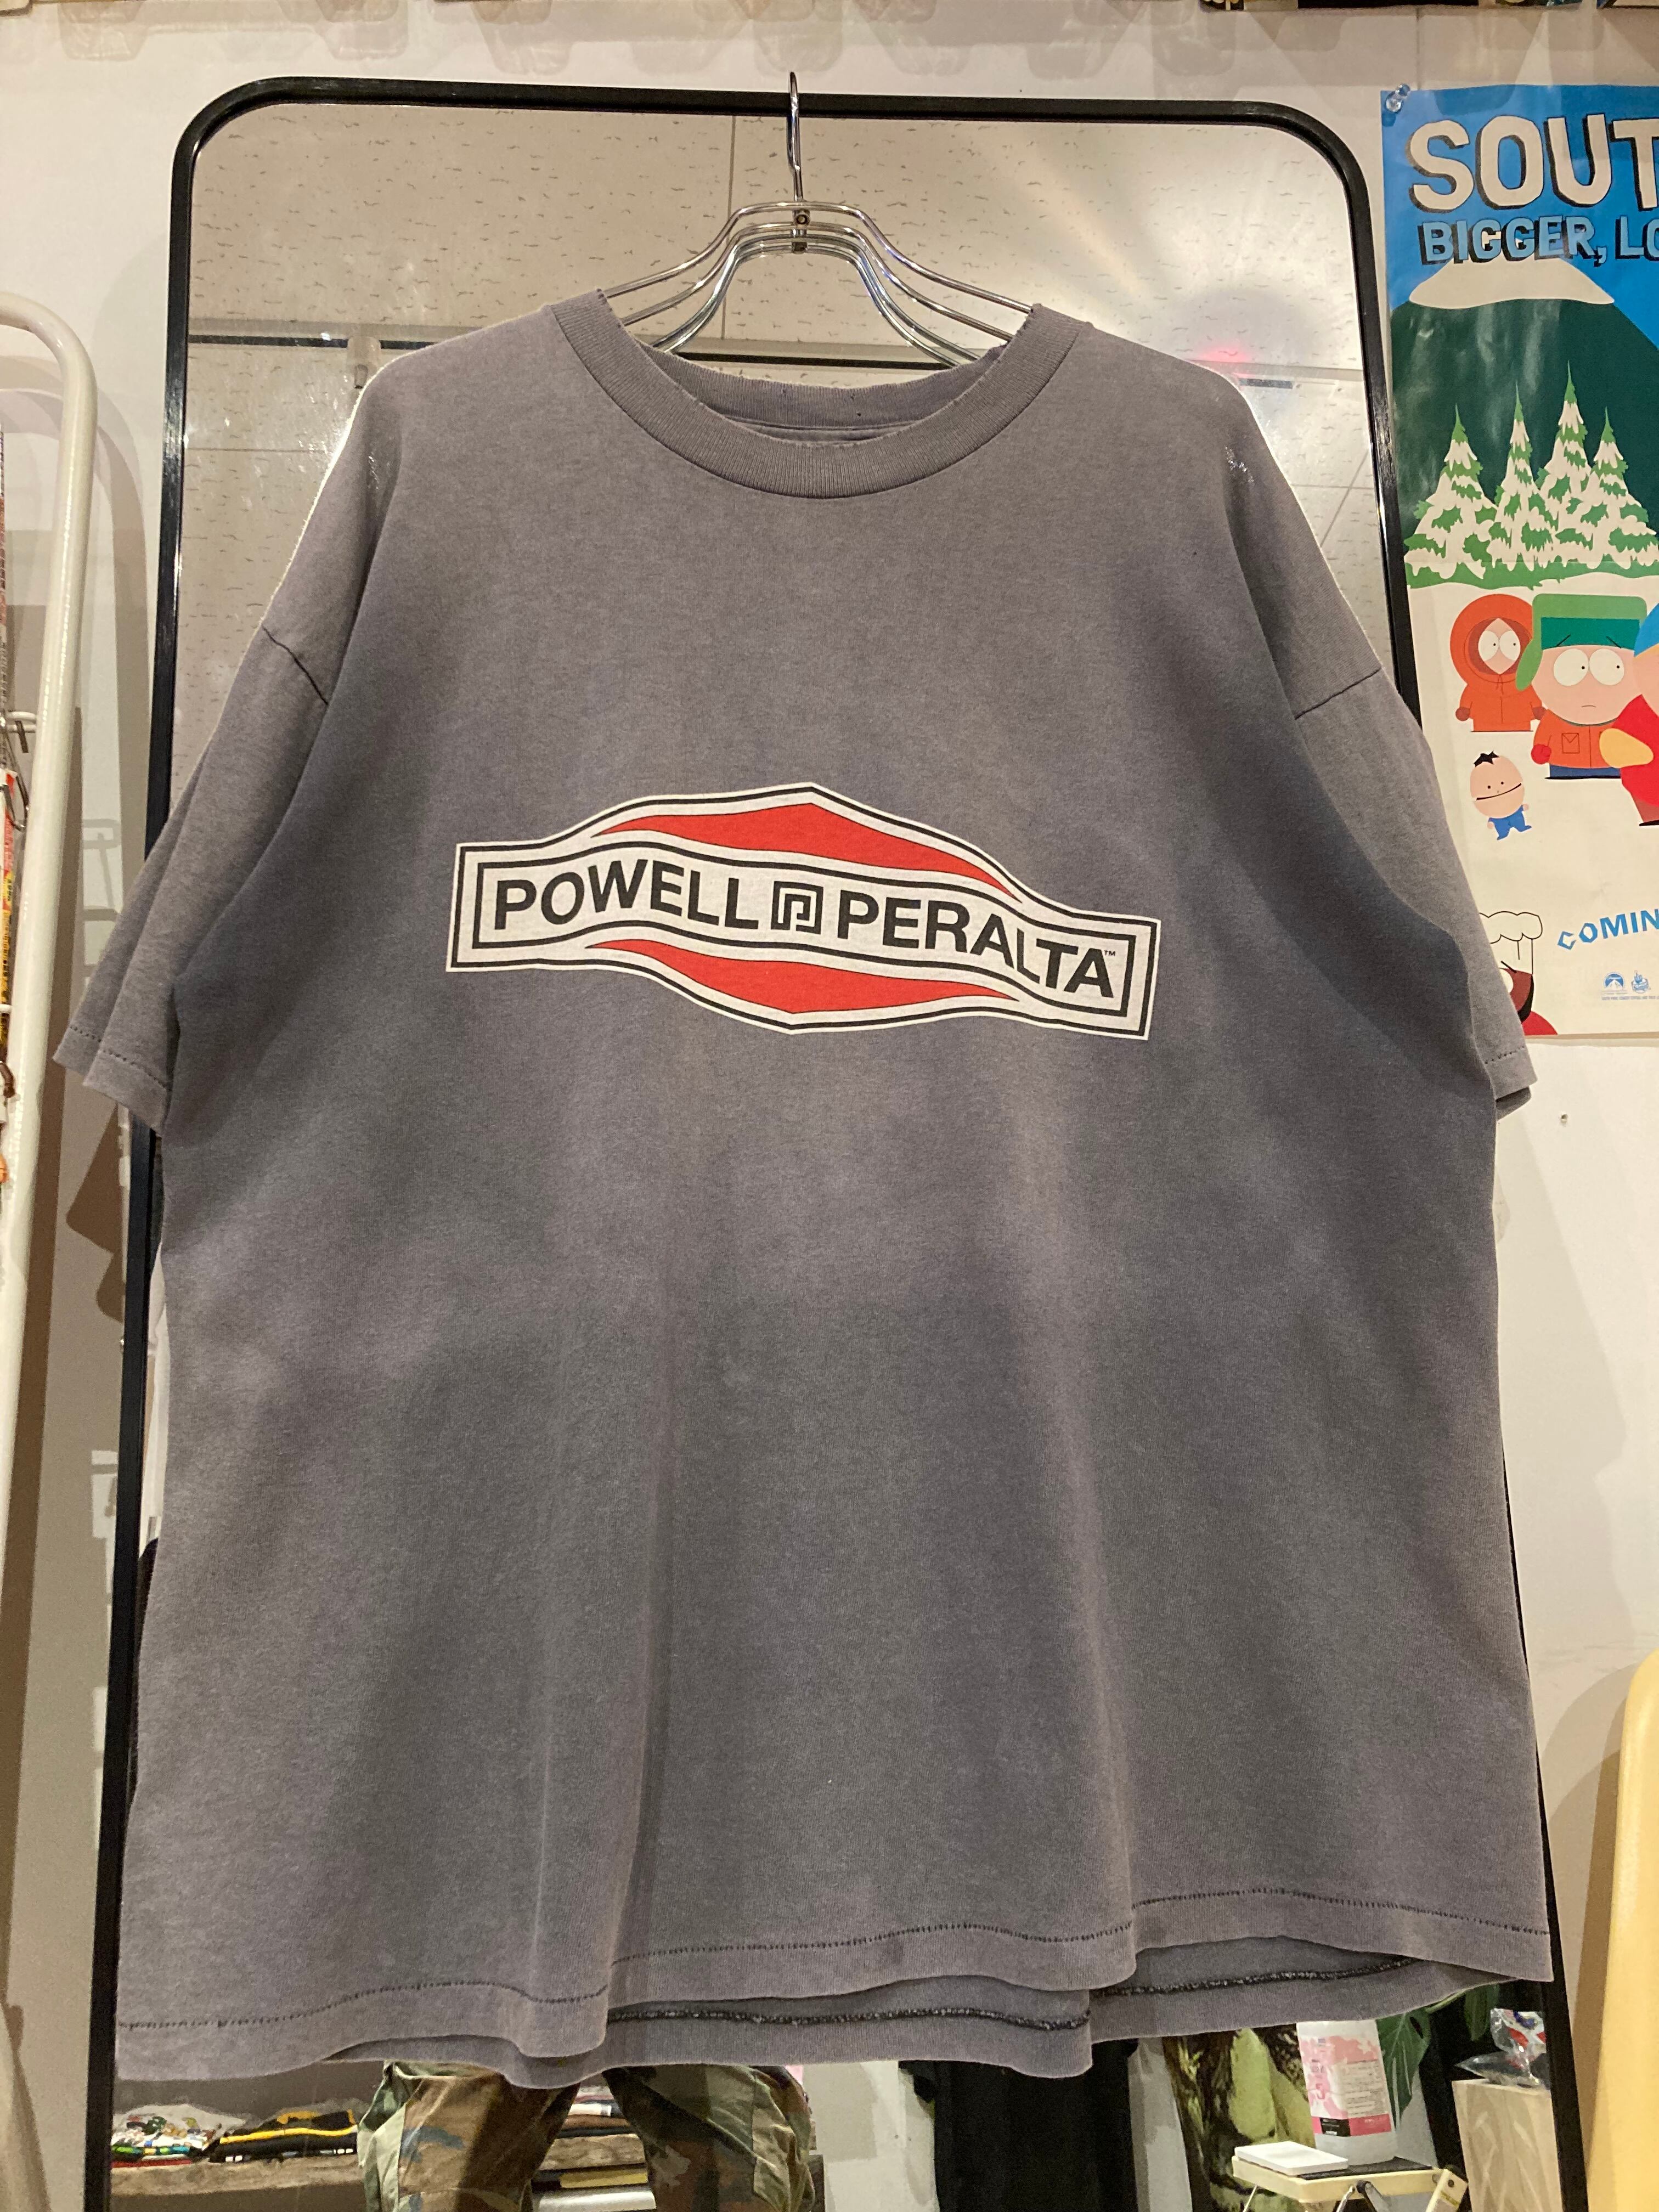 SOUT
BIGGER, LO
POWELL PERALTA™
COMIN